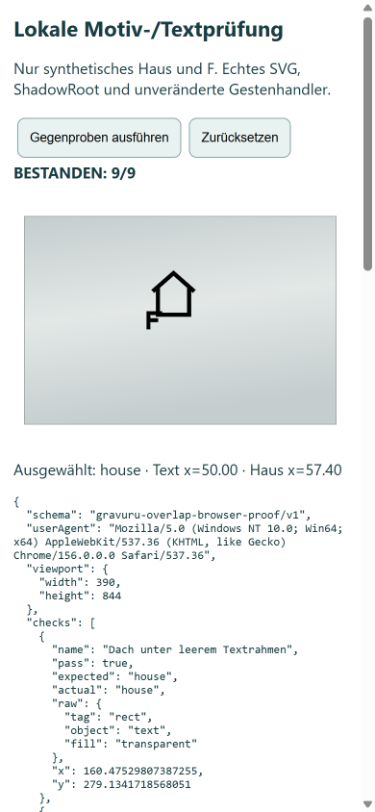 Lokale Motiv-/Textprüfung
Nur synthetisches Haus und F. Echtes SVG,
ShadowRoot und unveränderte Gestenhandler.
Gegenproben ausführen Zurücksetzen
BESTANDEN: 9/9
F
Ausgewählt: house · Text x=50.00 · Haus x=57.40
{
  "schema": "gravuru-overlap-browser-proof/v1",
  "userAgent": "Mozilla/5.0 (Windows NT 10.0; Win64;
x64) AppleWebKit/537.36 (KHTML, like Gecko)
Chrome/156.0.0.0 Safari/537.36",
  "viewport": {
    "width": 390,
    "height": 844
  },
  "checks": [
    {
      "name": "Dach unter leerem Textrahmen",
      "pass": true,
      "expected": "house",
      "actual": "house",
      "raw": {
        "tag": "rect",
        "object": "text",
        "fill": "transparent"
      },
      "x": 160.47529807387255,
      "y": 279.1341718568051
    },